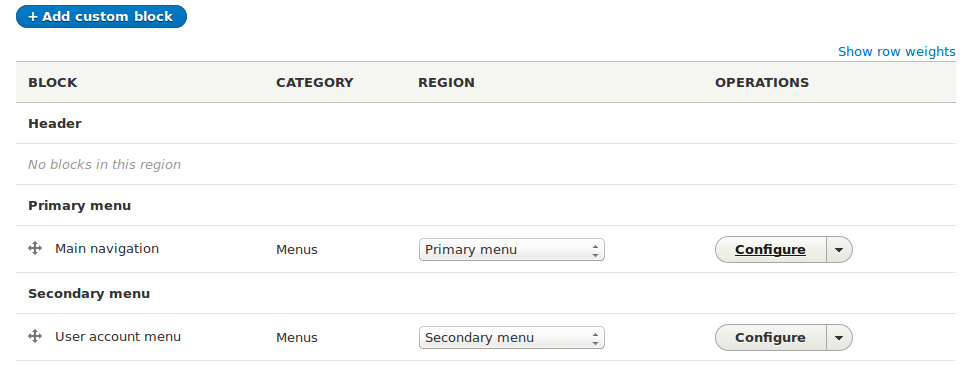 + Add custom block
Show row weights
BLOCK CATEGORY REGION OPERATIONS
Header
No blocks in this region
Primary menu
Main navigation Menus Primary menu Configure
Secondary menu
User account menu Menus Secondary menu Configure